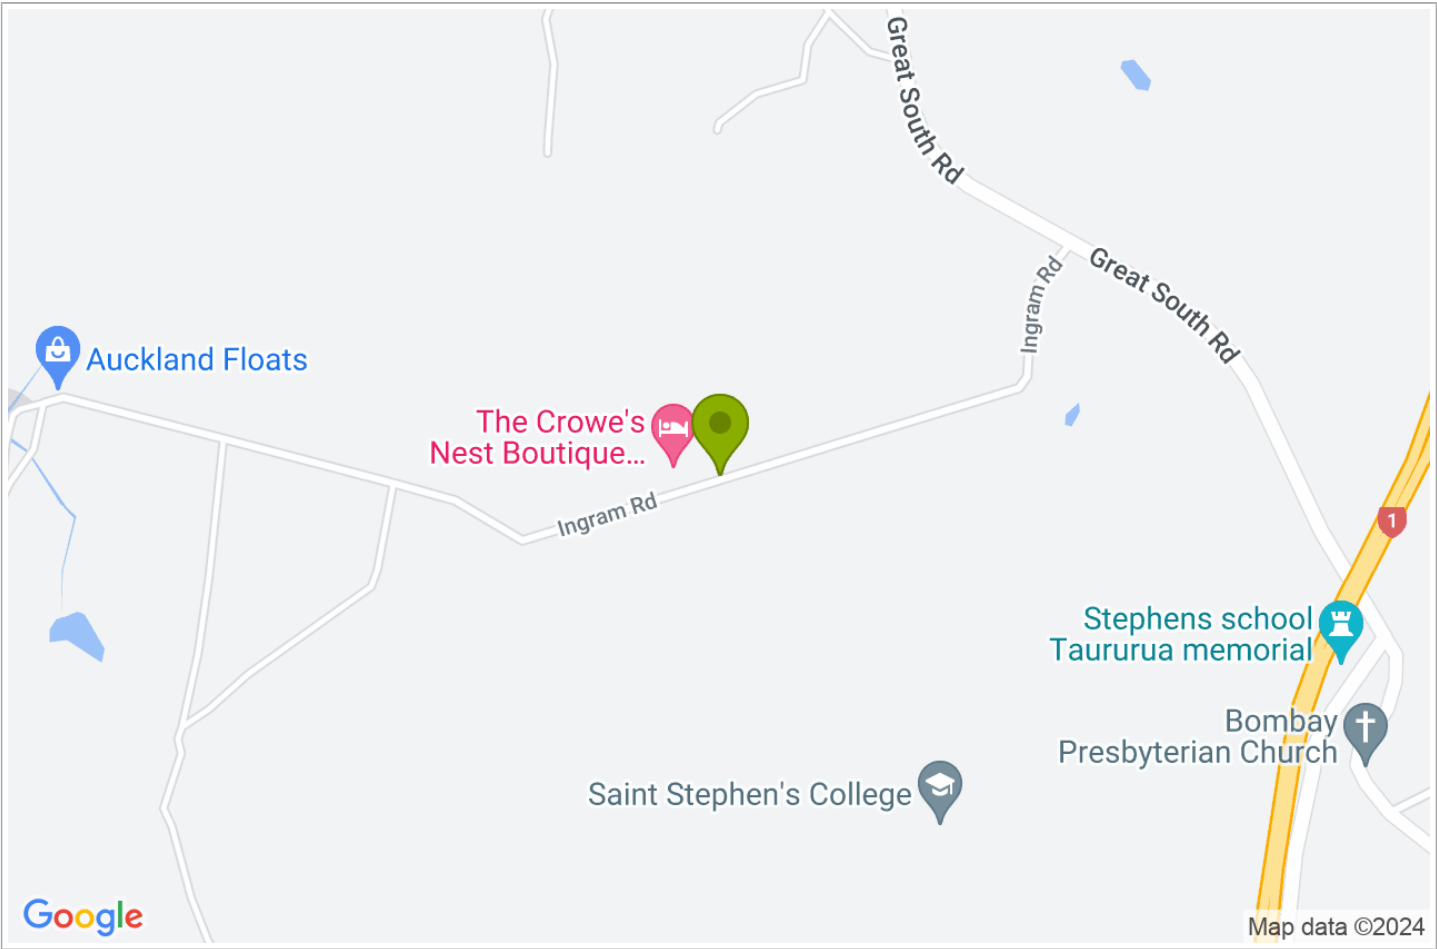 Great South Rd
Great South Rd
Ingram Rd
Auckland Floats
The Crowe's
Nest Boutique...
Ingram Rd
1
Stephens school
Taururua memorial
Bombay
Presbyterian Church
Saint Stephen's College
Google
Map data ©2024